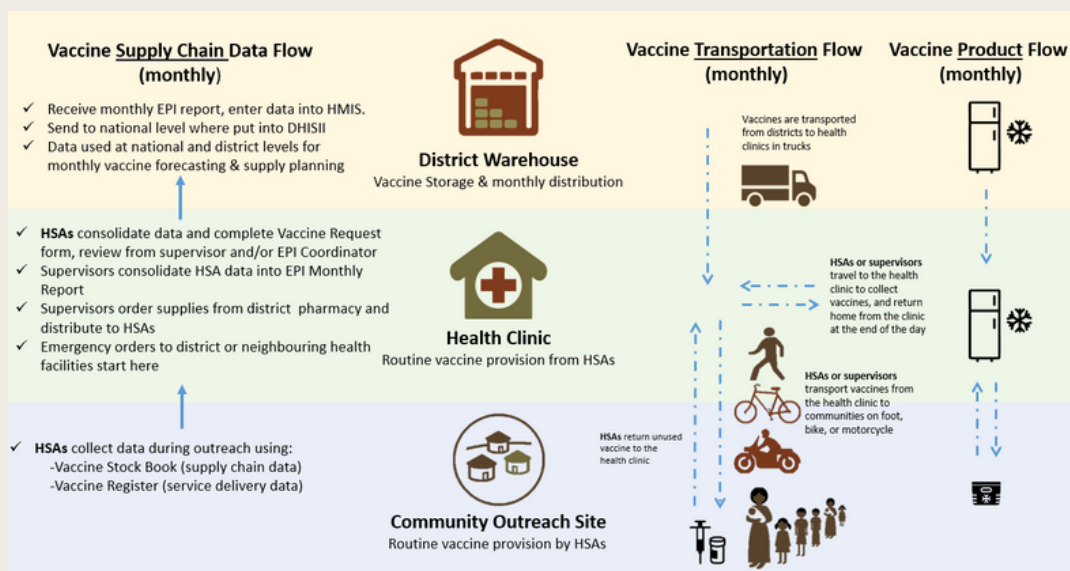 Vaccine Supply Chain Data Flow
(monthly)
✓ Receive monthly EPI report, enter data into HMIS.
✓ Send to national level where put into DHISII
✓ Data used at national and district levels for
monthly vaccine forecasting & supply planning
District Warehouse
Vaccine Storage & monthly distribution
Vaccine Transportation Flow
(monthly)
Vaccines are transported
from districts to health
clinics in trucks
Vaccine Product Flow
(monthly)
✓ HSAs consolidate data and complete Vaccine Request
form, review from supervisor and/or EPI Coordinator
✓ Supervisors consolidate HSA data into EPI Monthly
Report
✓ Supervisors order supplies from district pharmacy and
distribute to HSAs
✓ Emergency orders to district or neighbouring health
facilities start here
Health Clinic
Routine vaccine provision from HSAs
HSAs or supervisors
travel to the health
clinic to collect
vaccines, and return
home from the clinic
at the end of the day
HSAs or supervisors
transport vaccines from
the health clinic to
communities on foot,
bike, or motorcycle
✓ HSAs collect data during outreach using:
-Vaccine Stock Book (supply chain data)
-Vaccine Register (service delivery data)
Community Outreach Site
Routine vaccine provision by HSAs
HSAs return unused
vaccine to the
health clinic